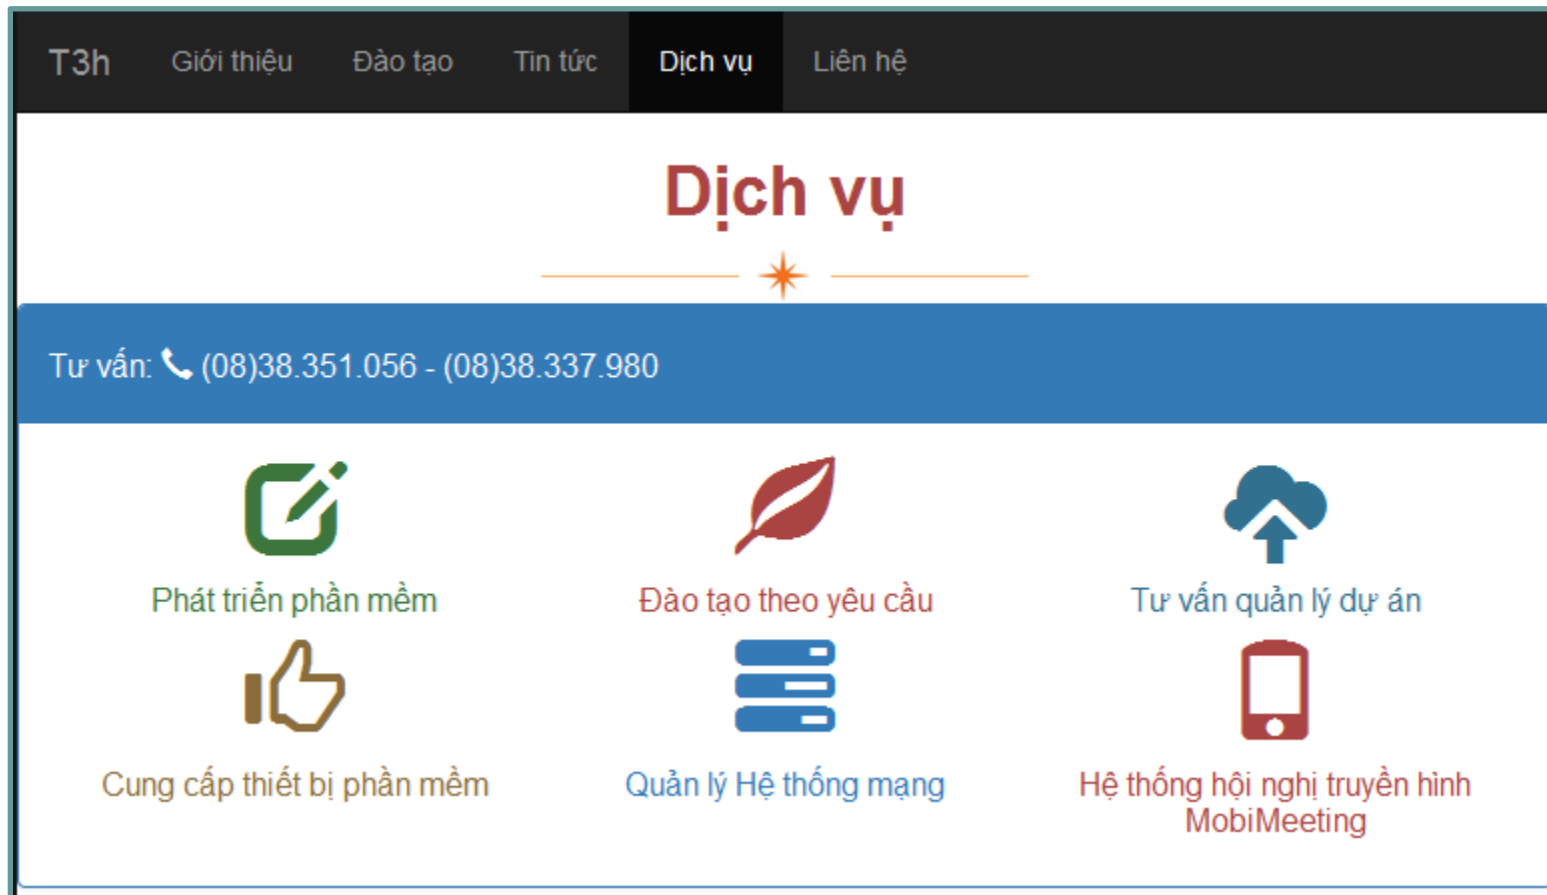 T3h Giới thiệu Đào tạo Tin tức Dịch vụ Liên hệ
Dịch vụ
Tư vấn: (08)38.351.056 - (08)38.337.980
Phát triển phần mềm Đào tạo theo yêu cầu Tư vấn quản lý dự án
Cung cấp thiết bị phần mềm Quản lý Hệ thống mạng Hệ thống hội nghị truyền hình
MobiMeeting